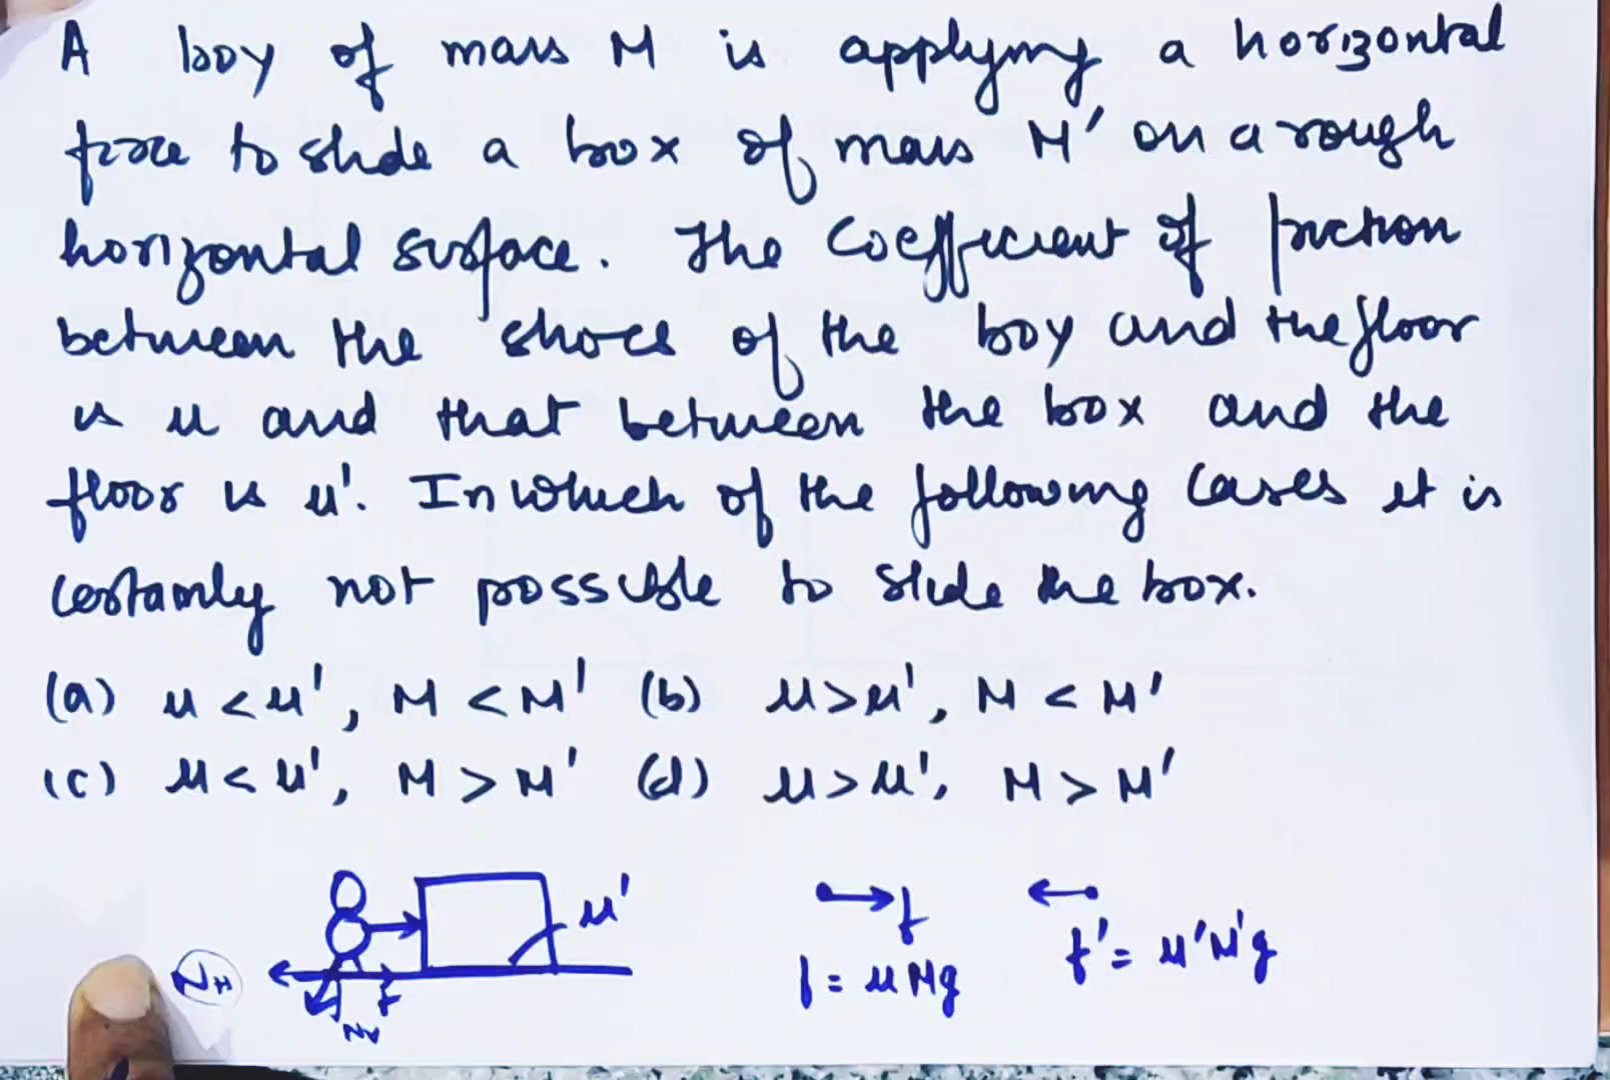 A boy of mass M is applying a horizontal
force to slide a box of mass M' on a rough
horizontal surface. The coefficient of friction
between the shoes of the boy and the floor
is μ and that between the box and the
floor is μ'. In which of the following cases it is
certainly not possible to slide the box.
(a) μ < μ', M < M' (b) μ > μ', M < M'
(c) μ < μ', M > M' (d) μ > μ', M > M'
μ'
f
f' = μ'M'g
f = μMg
N_H
f
N_V